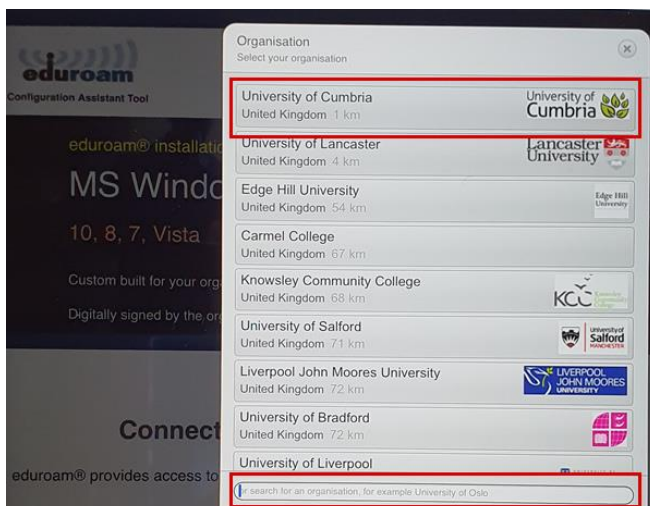 eduroam
Configuration Assistant Tool
eduroam® installatio
MS Windo
10, 8, 7, Vista
Custom built for your orga
Digitally signed by the org
Connect
eduroam® provides access to
Organisation
Select your organisation
University of Cumbria
United Kingdom 1 km
University of
Cumbria
University of Lancaster
United Kingdom 4 km
Lancaster
University
Edge Hill University
United Kingdom 54 km
Edge Hill
University
Carmel College
United Kingdom 67 km
Knowsley Community College
United Kingdom 68 km
KCC
University of Salford
United Kingdom 71 km
University of
Salford
MANCHESTER
Liverpool John Moores University
United Kingdom 72 km
LIVERPOOL
JOHN MOORES
UNIVERSITY
University of Bradford
United Kingdom 72 km
University of Liverpool
or search for an organisation, for example University of Oslo